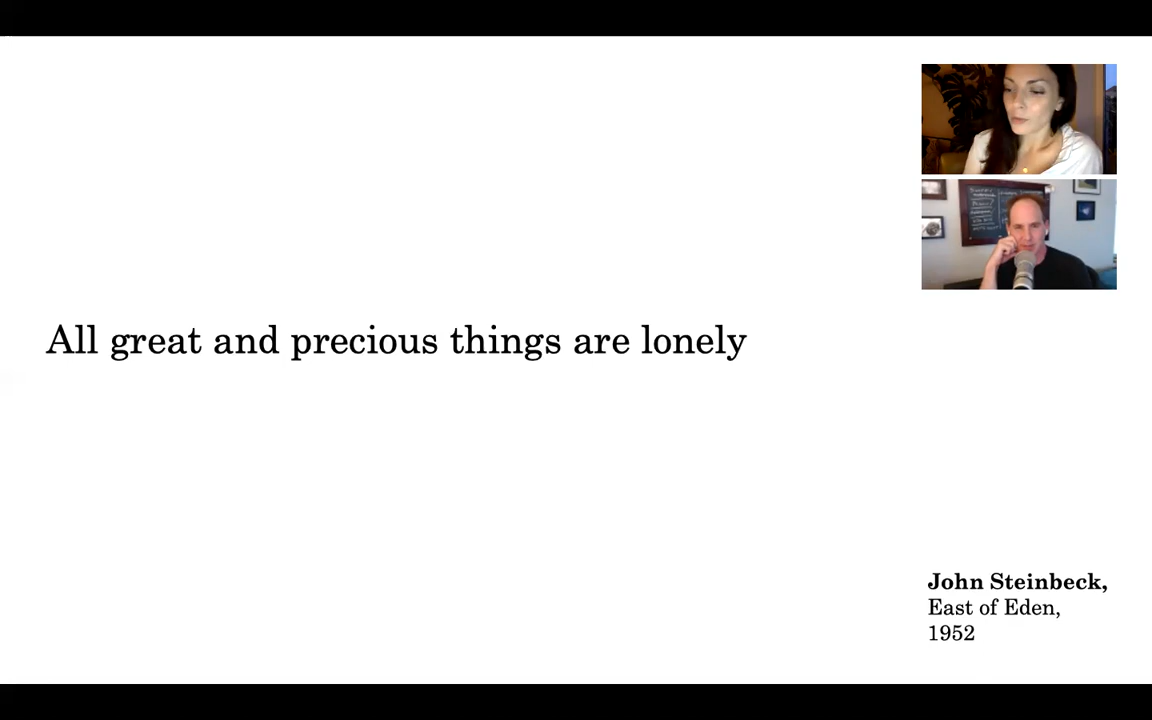 All great and precious things are lonely
John Steinbeck,
East of Eden,
1952